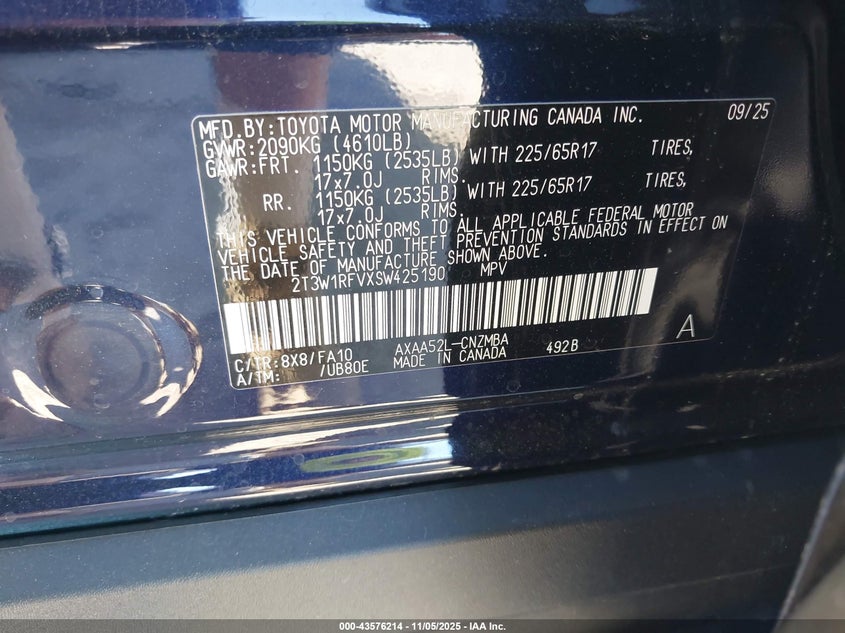 MFD.BY:TOYOTA MOTOR MANUFACTURING CANADA INC. 09/25
GVWR:2090KG (4610LB)
GAWR:FRT. 1150KG (2535LB) WITH 225/65R17 TIRES,
17x7.0J RIMS.
RR. 1150KG (2535LB) WITH 225/65R17 TIRES,
17x7.0J RIMS.
THIS VEHICLE CONFORMS TO ALL APPLICABLE FEDERAL MOTOR
VEHICLE SAFETY AND THEFT PREVENTION STANDARDS IN EFFECT ON
THE DATE OF MANUFACTURE SHOWN ABOVE.
2T3W1RFVXSW425190 MPV
A
C/TR:8X8/FA10 AXAA52L-CNZMBA 492B
A/TM: /UB80E MADE IN CANADA
000-43576214 - 11/05/2025 - IAA Inc.